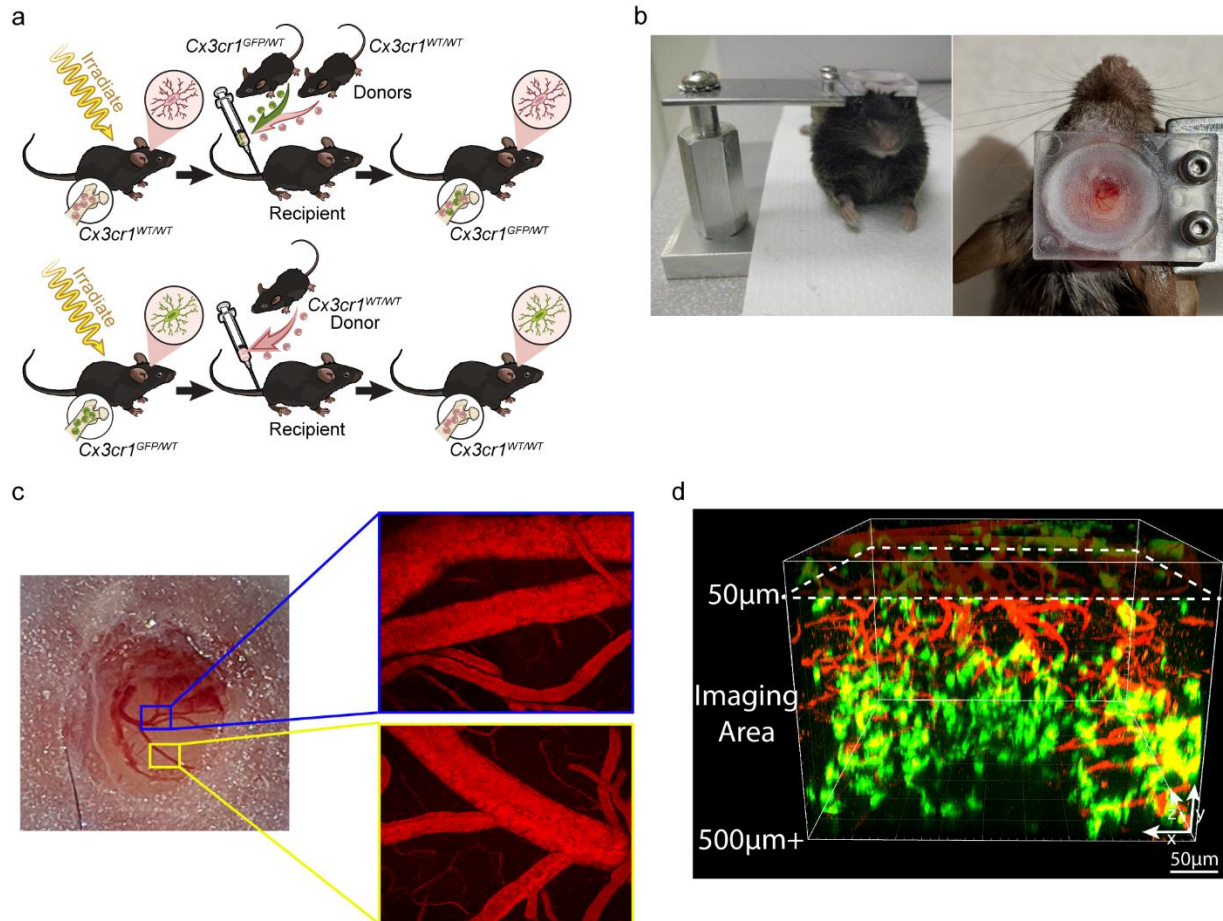 a
Irradiate
Cx3cr1GFP/WT
Cx3cr1WT/WT
Donors
Recipient
Cx3cr1WT/WT
Cx3cr1GFP/WT
Irradiate
Cx3cr1WT/WT
Donor
Recipient
Cx3cr1GFP/WT
Cx3cr1WT/WT
b
c
d
50μm
Imaging
Area
500μm+
z
y
x
50μm